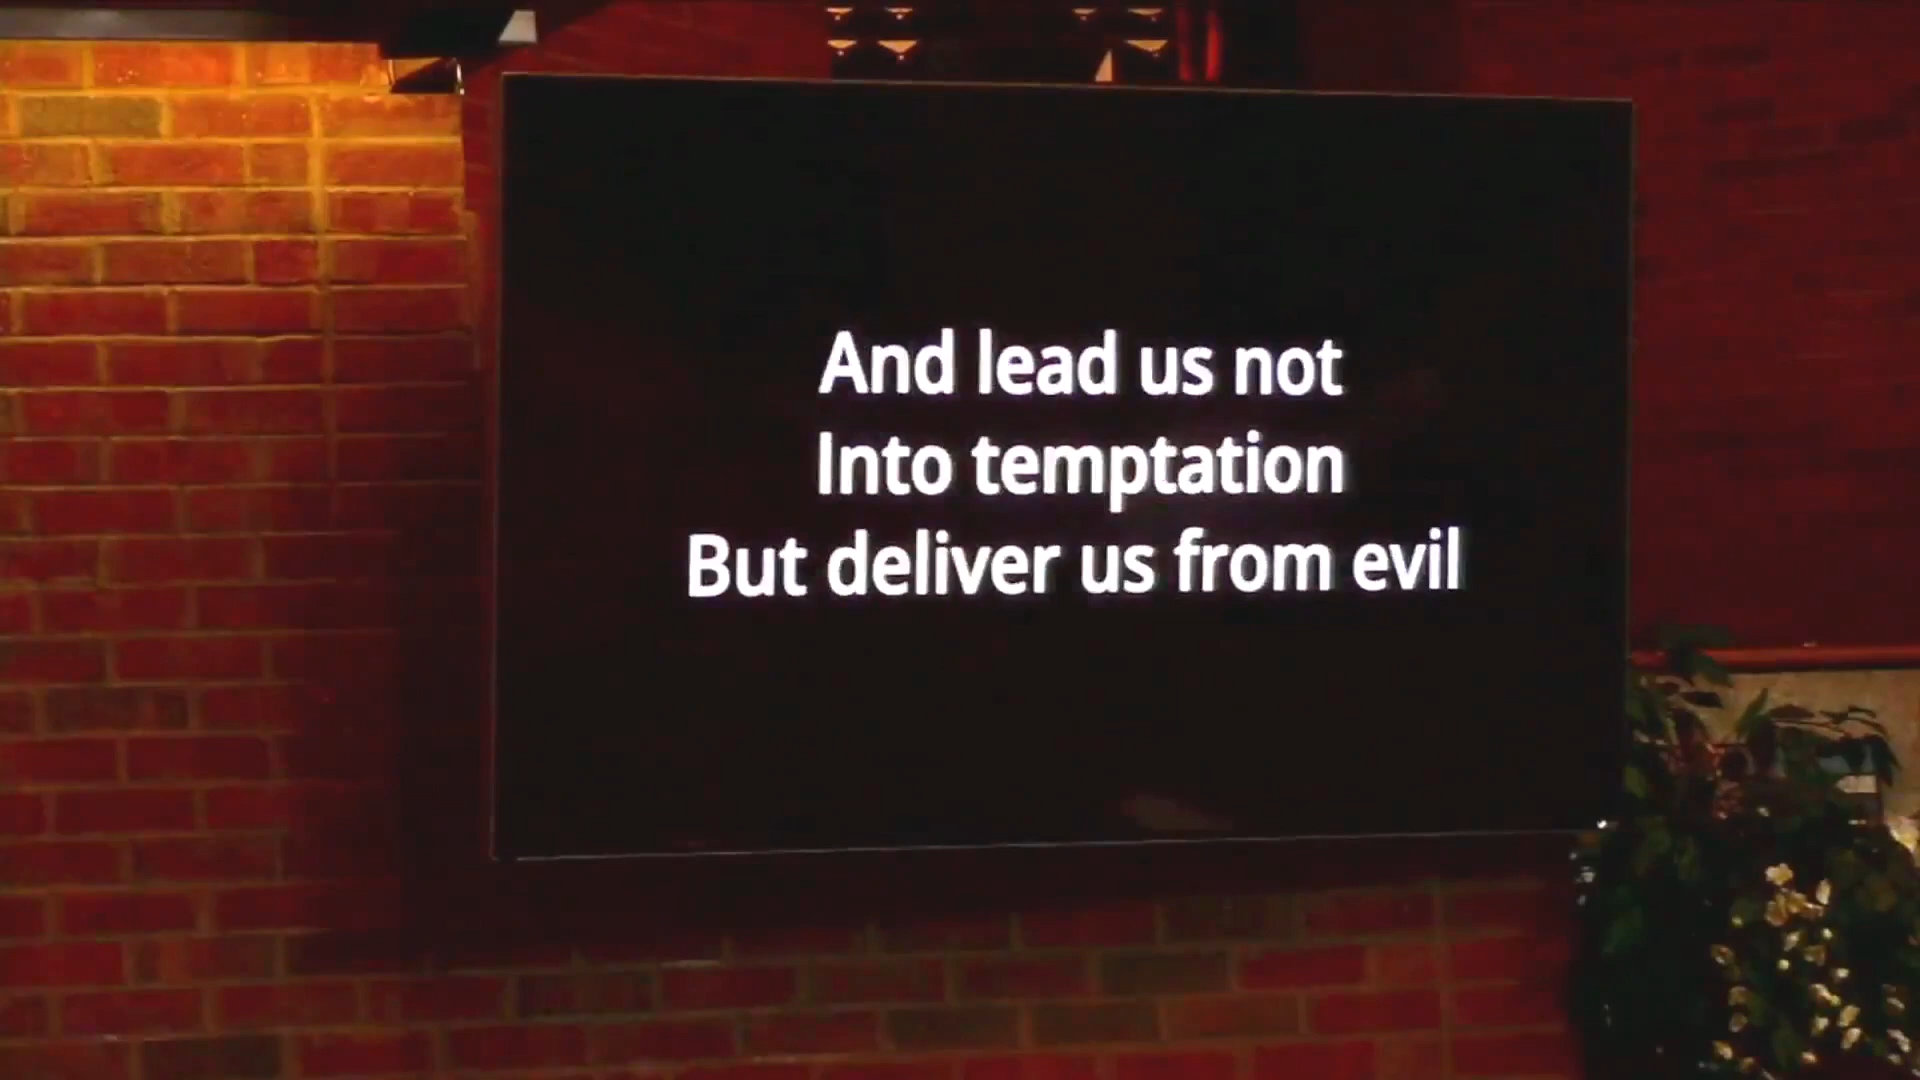 And lead us not
Into temptation
But deliver us from evil